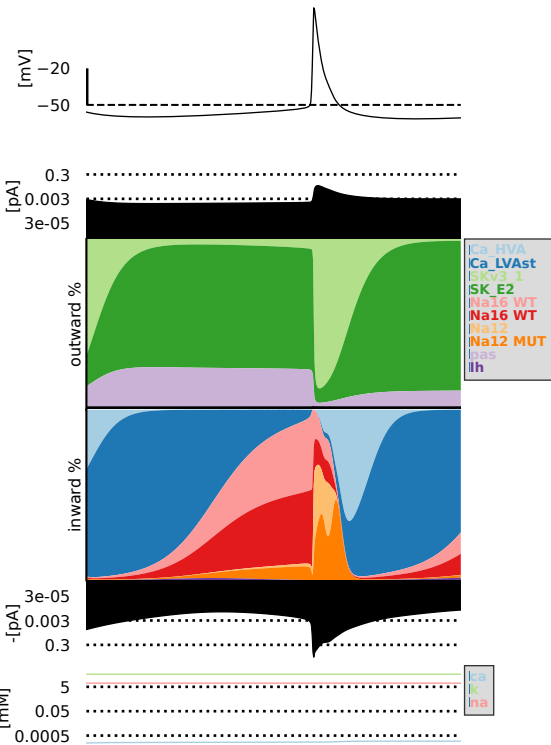 [mV]
−20
−50
[pA]
0.3
0.003
3e-05
outward %
Ca_HVA
Ca_LVAst
SKv3_1
SK_E2
Na16 WT
Na16 WT
Na12
Na12 MUT
pas
Ih
inward %
-[pA]
3e-05
0.003
0.3
[mM]
5
0.05
0.0005
ca
k
na